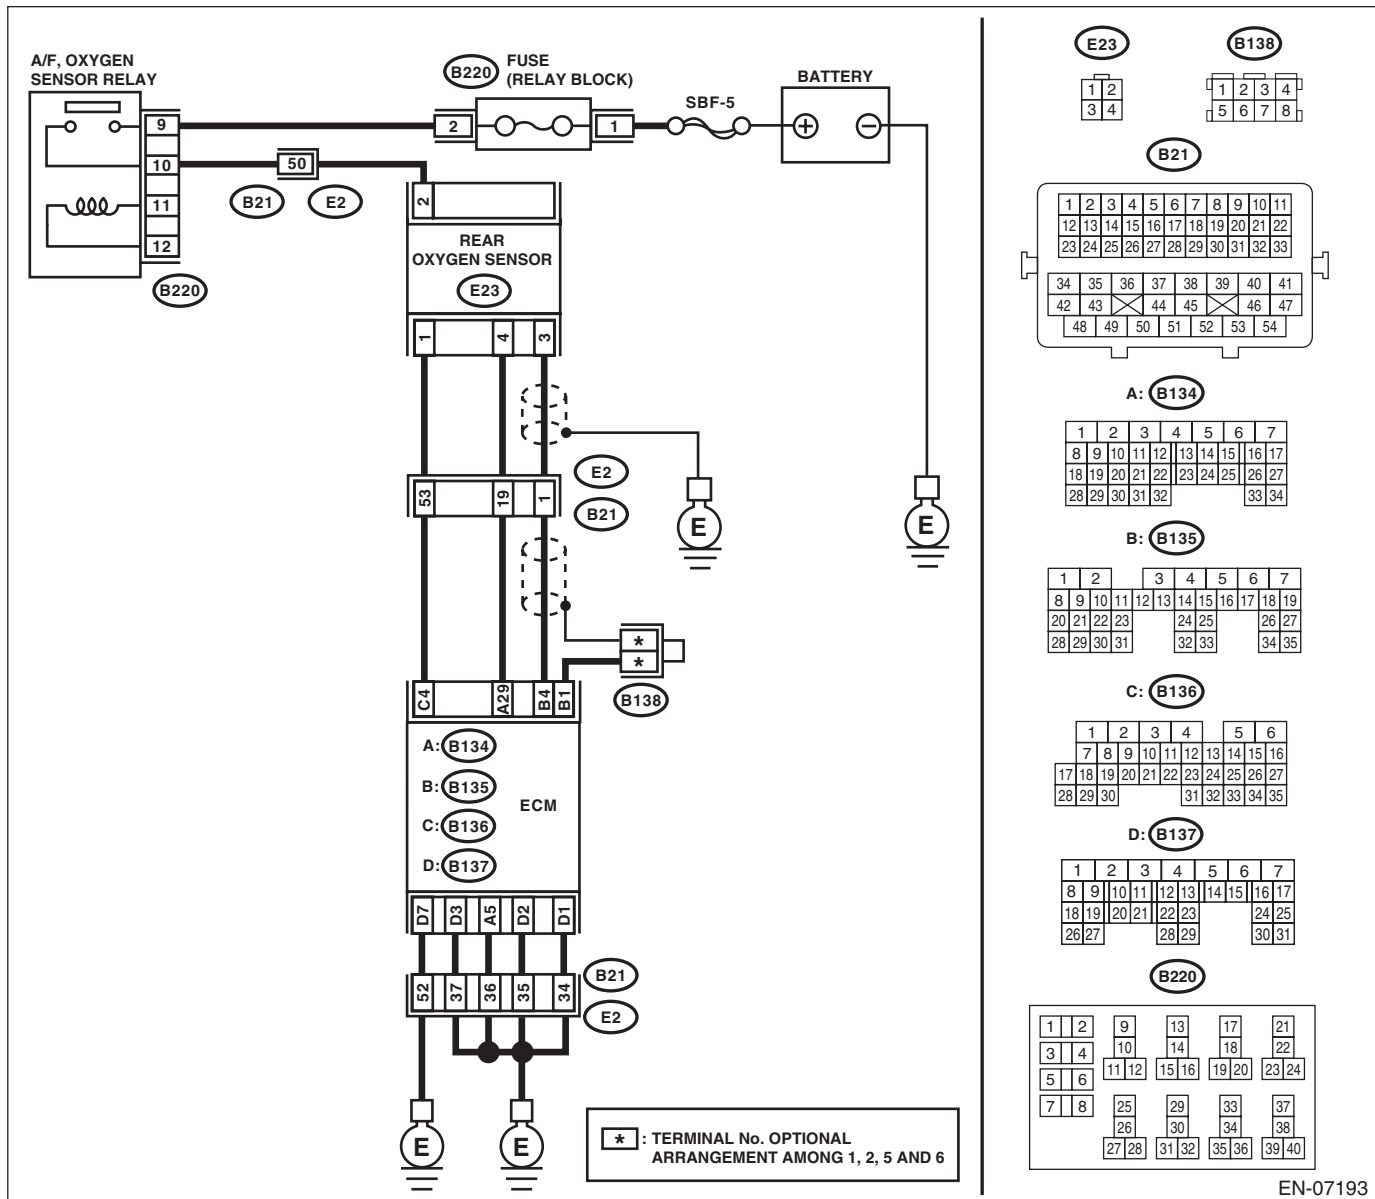 A/F, OXYGEN
SENSOR RELAY
9
10
11
12
B220
B220
FUSE
(RELAY BLOCK)
2
1
SBF-5
BATTERY
+
−
50
B21
E2
2
REAR
OXYGEN SENSOR
E23
1
4
3
E2
53
19
1
B21
E
E
*
*
B138
C4
A29
B4
B1
A: B134
B: B135
ECM
C: B136
D: B137
D7
D3
A5
D2
D1
B21
52
37
36
35
34
E2
E
E
* : TERMINAL No. OPTIONAL
ARRANGEMENT AMONG 1, 2, 5 AND 6
E23
1 2
3 4
B138
1 2 3 4
5 6 7 8
B21
1 2 3 4 5 6 7 8 9 10 11
12 13 14 15 16 17 18 19 20 21 22
23 24 25 26 27 28 29 30 31 32 33
34 35 36 37 38 39 40 41
42 43 44 45 46 47
48 49 50 51 52 53 54
A: B134
1 2 3 4 5 6 7
8 9 10 11 12 13 14 15 16 17
18 19 20 21 22 23 24 25 26 27
28 29 30 31 32 33 34
B: B135
1 2 3 4 5 6 7
8 9 10 11 12 13 14 15 16 17 18 19
20 21 22 23 24 25 26 27
28 29 30 31 32 33 34 35
C: B136
1 2 3 4 5 6
7 8 9 10 11 12 13 14 15 16
17 18 19 20 21 22 23 24 25 26 27
28 29 30 31 32 33 34 35
D: B137
1 2 3 4 5 6 7
8 9 10 11 12 13 14 15 16 17
18 19 20 21 22 23 24 25
26 27 28 29 30 31
B220
1 2 9 13 17 21
3 4 10 14 18 22
11 12 15 16 19 20 23 24
5 6
7 8 25 29 33 37
26 30 34 38
27 28 31 32 35 36 39 40
EN-07193